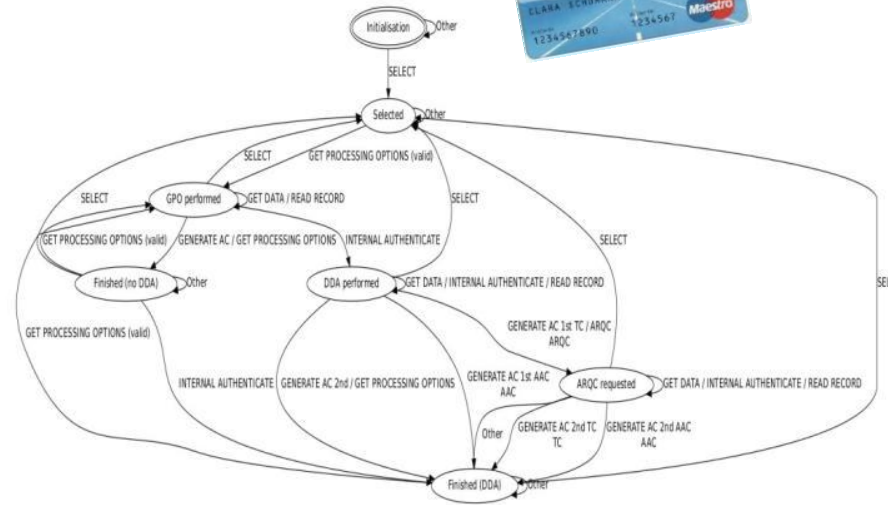 CLARA SCHUMA
1234567
Maestro
1234567890
Initialisation
Other
SELECT
Selected
Other
SELECT
GET PROCESSING OPTIONS (valid)
SELECT
GPO performed
GET DATA / READ RECORD
SELECT
GET PROCESSING OPTIONS (valid)
GENERATE AC / GET PROCESSING OPTIONS
INTERNAL AUTHENTICATE
SELECT
Finished (no DDA)
Other
DDA performed
GET DATA / INTERNAL AUTHENTICATE / READ RECORD
GENERATE AC 1st TC / ARQC
ARQC
GET PROCESSING OPTIONS (valid)
INTERNAL AUTHENTICATE
GENERATE AC 2nd / GET PROCESSING OPTIONS
GENERATE AC 1st AAC
AAC
ARQC requested
GET DATA / INTERNAL AUTHENTICATE / READ RECORD
Other
GENERATE AC 2nd TC
TC
GENERATE AC 2nd AAC
AAC
Finished (DDA)
Other